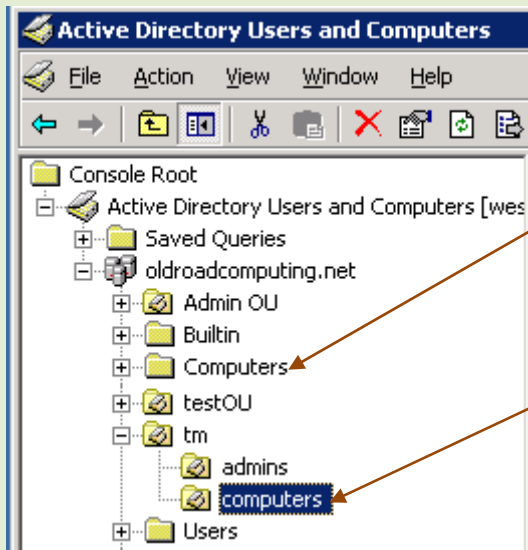 Active Directory Users and Computers
File Action View Window Help
Console Root
Active Directory Users and Computers [wes
Saved Queries
oldroadcomputing.net
Admin OU
Builtin
Computers
testOU
tm
admins
computers
Users